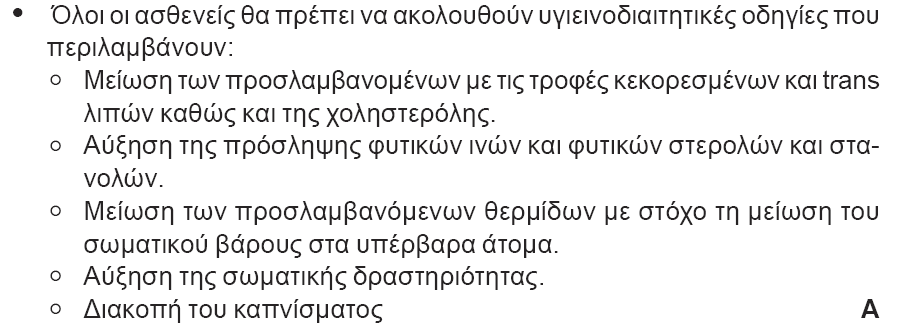 • Όλοι οι ασθενείς θα πρέπει να ακολουθούν υγιεινοδιαιτητικές οδηγίες που
περιλαμβάνουν:
○ Μείωση των προσλαμβανομένων με τις τροφές κεκορεσμένων και trans
λιπών καθώς και της χοληστερόλης.
○ Αύξηση της πρόσληψης φυτικών ινών και φυτικών στερολών και στα-
νολών.
○ Μείωση των προσλαμβανόμενων θερμίδων με στόχο τη μείωση του
σωματικού βάρους στα υπέρβαρα άτομα.
○ Αύξηση της σωματικής δραστηριότητας.
○ Διακοπή του καπνίσματος A